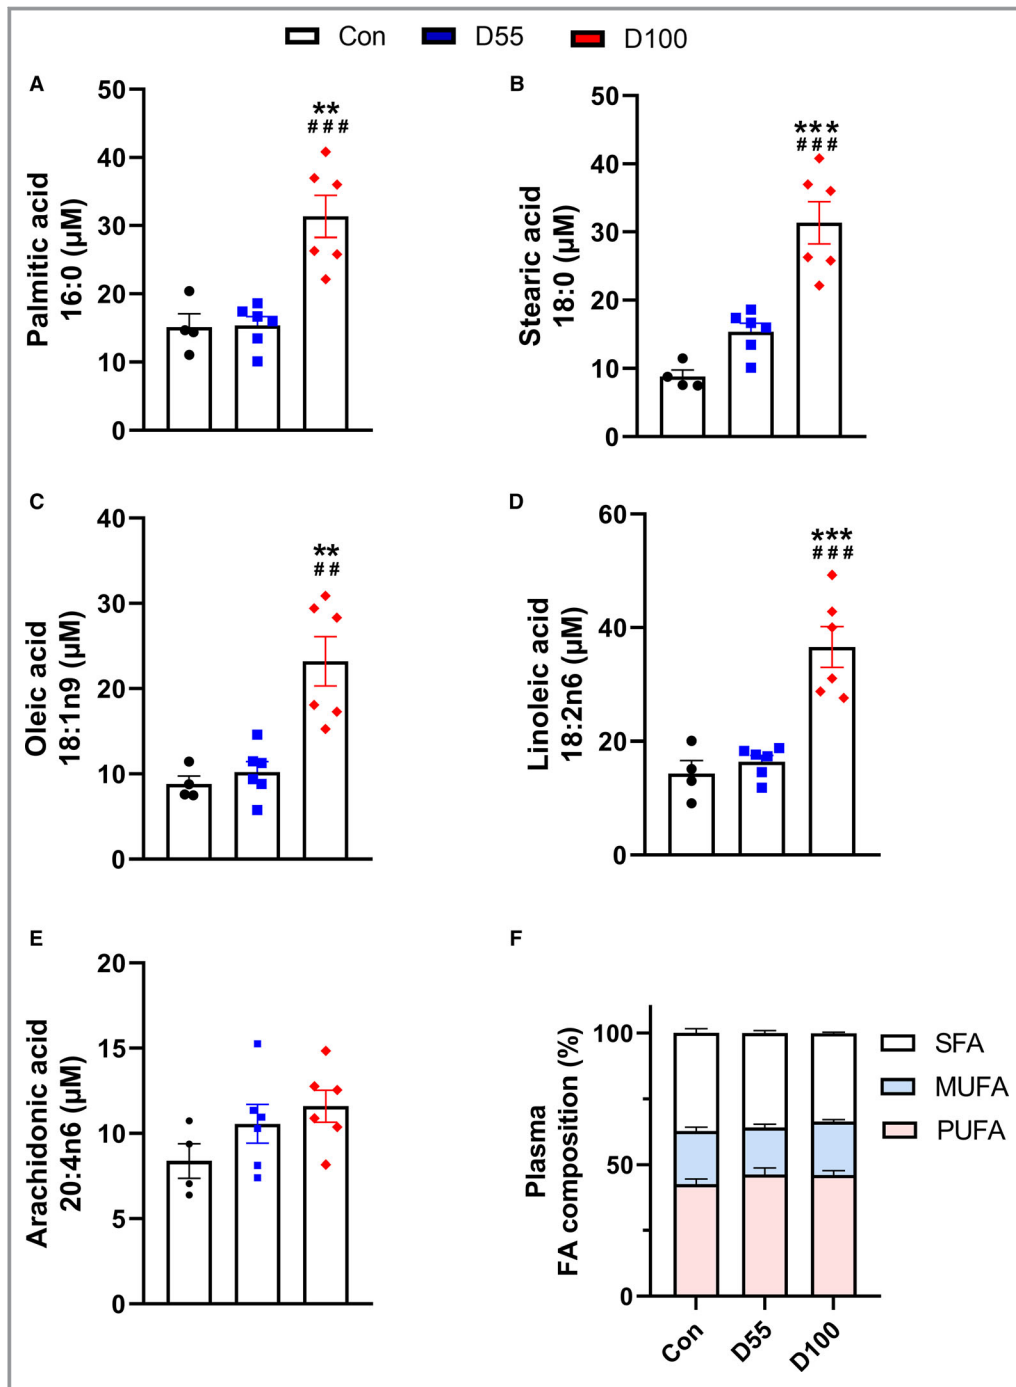 Con D55 D100
A
Palmitic acid
16:0 (µM)
50
40
30
20
10
0
**
###
B
Stearic acid
18:0 (µM)
50
40
30
20
10
0
***
###
C
Oleic acid
18:1n9 (µM)
40
30
20
10
0
**
##
D
Linoleic acid
18:2n6 (µM)
60
40
20
0
***
###
E
Arachidonic acid
20:4n6 (µM)
20
15
10
5
0
F
Plasma
FA composition (%)
100
50
0
Con
D55
D100
SFA
MUFA
PUFA